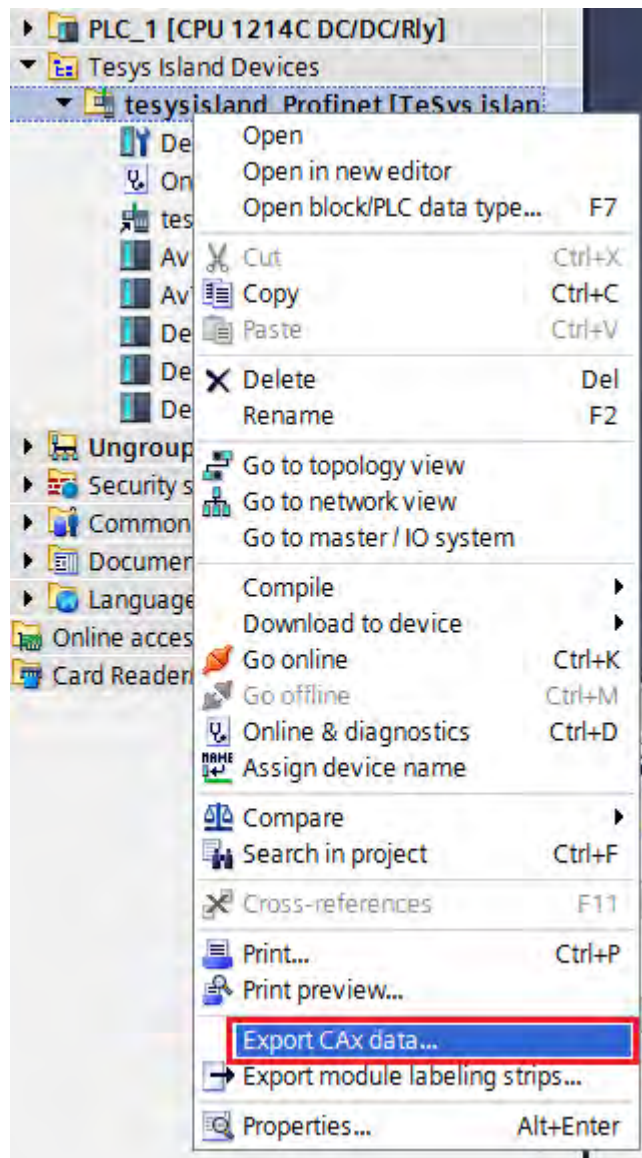 PLC_1 [CPU 1214C DC/DC/Rly]
Tesys Island Devices
tesysisland_Profinet [TeSys islan
De
On
tes
Av
Av
De
De
De
Ungroup
Security s
Common
Documen
Language
Online acces
Card Reader
Open
Open in new editor
Open block/PLC data type... F7
Cut Ctrl+X
Copy Ctrl+C
Paste Ctrl+V
Delete Del
Rename F2
Go to topology view
Go to network view
Go to master / IO system
Compile
Download to device
Go online Ctrl+K
Go offline Ctrl+M
Online & diagnostics Ctrl+D
NAME Assign device name
Compare
Search in project Ctrl+F
Cross-references F11
Print... Ctrl+P
Print preview...
Export CAx data...
Export module labeling strips...
Properties... Alt+Enter